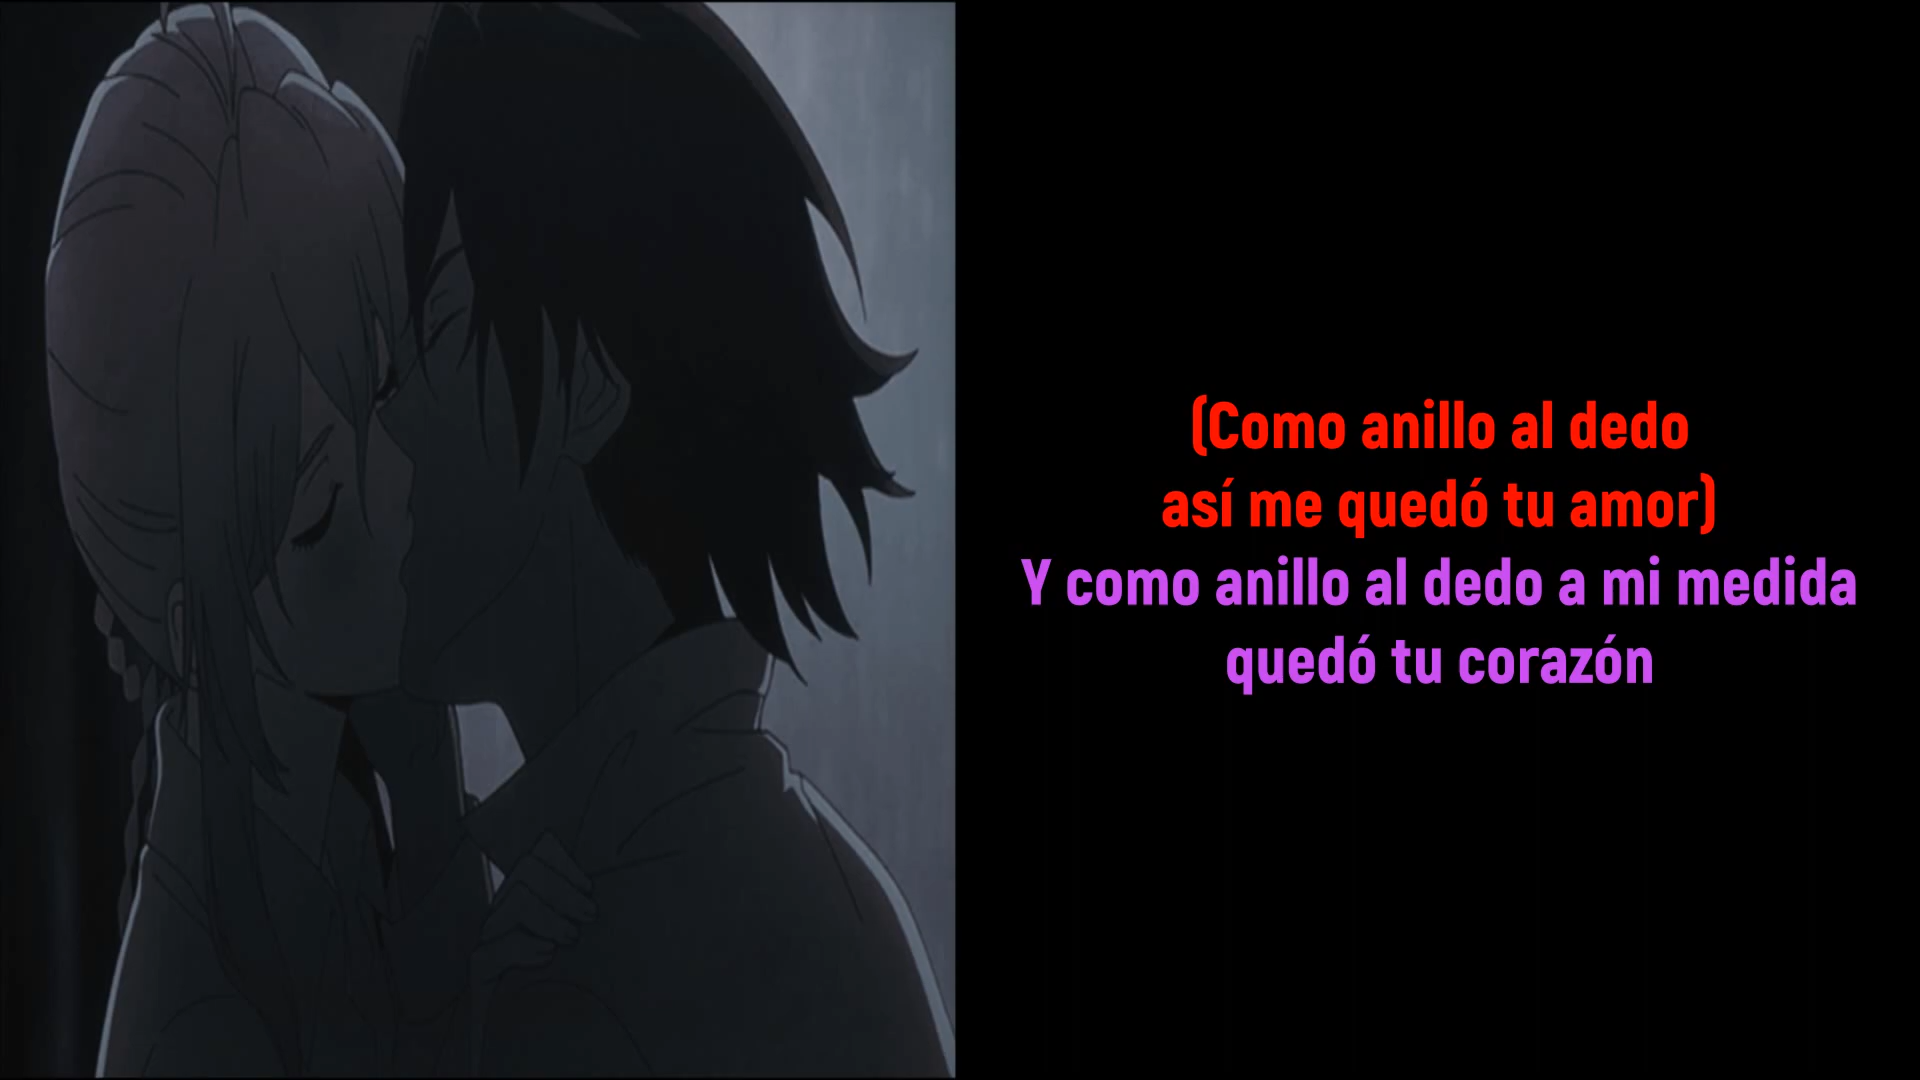 (Como anillo al dedo
así me quedó tu amor)
Y como anillo al dedo a mi medida
quedó tu corazón